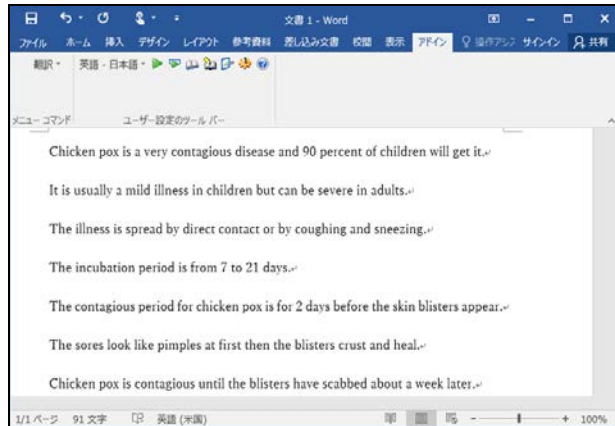 文書 1 - Word
ファイル ホーム 挿入 デザイン レイアウト 参考資料 差し込み文書 校閲 表示 アドイン 操作アシ サインイン 共有
翻訳 英語 - 日本語
メニュー コマンド ユーザー設定のツール バー
Chicken pox is a very contagious disease and 90 percent of children will get it.
It is usually a mild illness in children but can be severe in adults.
The illness is spread by direct contact or by coughing and sneezing.
The incubation period is from 7 to 21 days.
The contagious period for chicken pox is for 2 days before the skin blisters appear.
The sores look like pimples at first then the blisters crust and heal.
Chicken pox is contagious until the blisters have scabbed about a week later.
1/1 ページ 91 文字 英語 (米国) 100%